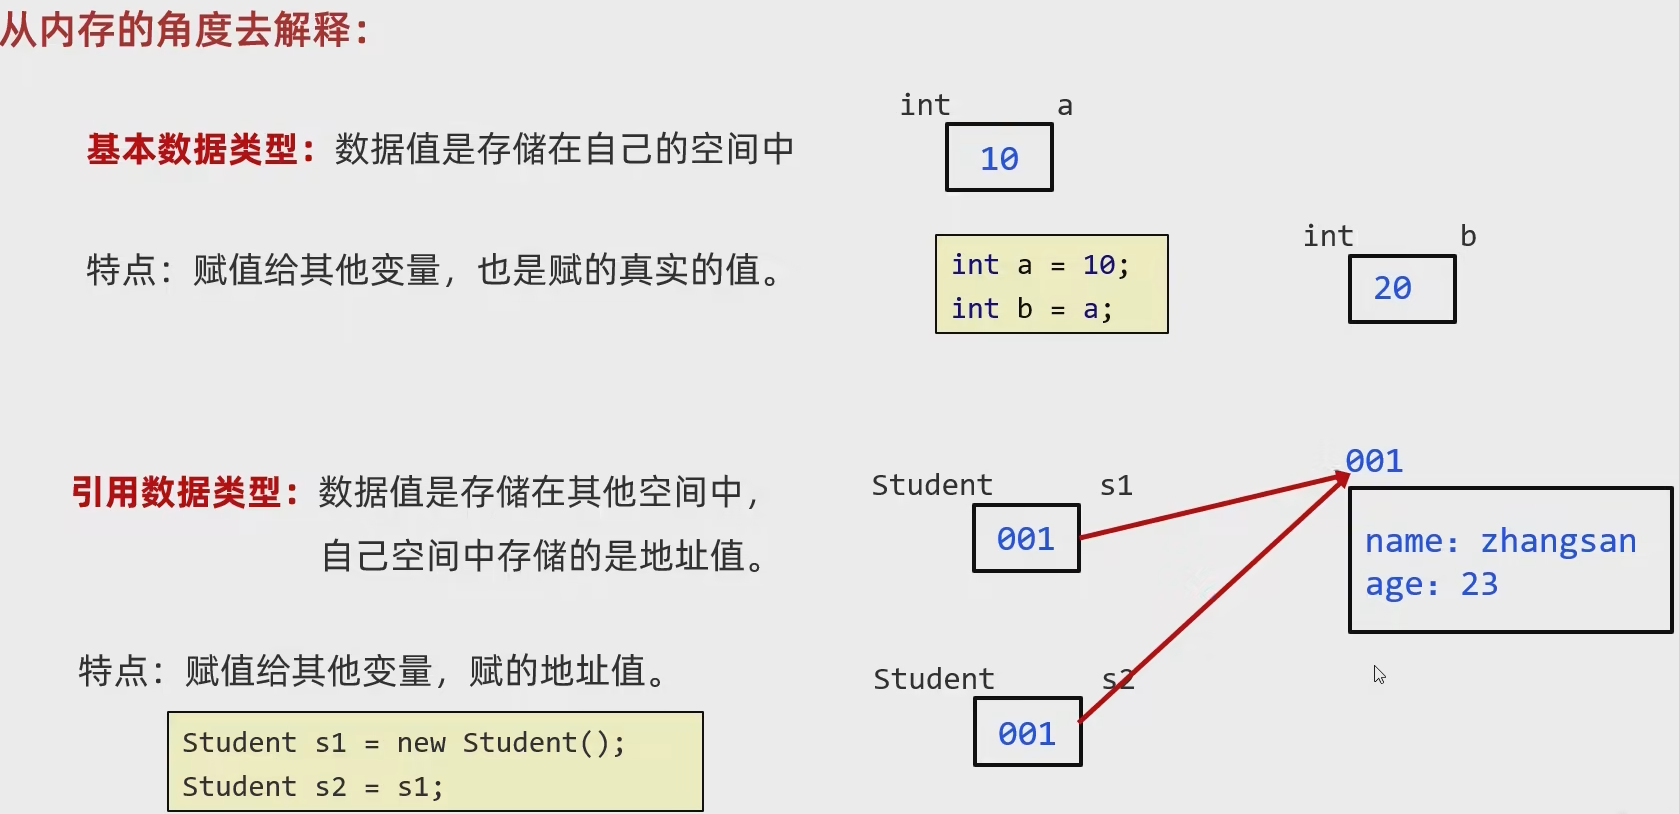 从内存的角度去解释：
基本数据类型：数据值是存储在自己的空间中
特点：赋值给其他变量，也是赋的真实的值。
int a
10
int a = 10;
int b = a;
int b
20
引用数据类型：数据值是存储在其他空间中，
自己空间中存储的是地址值。
特点：赋值给其他变量，赋的地址值。
Student s1 = new Student();
Student s2 = s1;
Student s1
001
Student s2
001
001
name：zhangsan
age：23